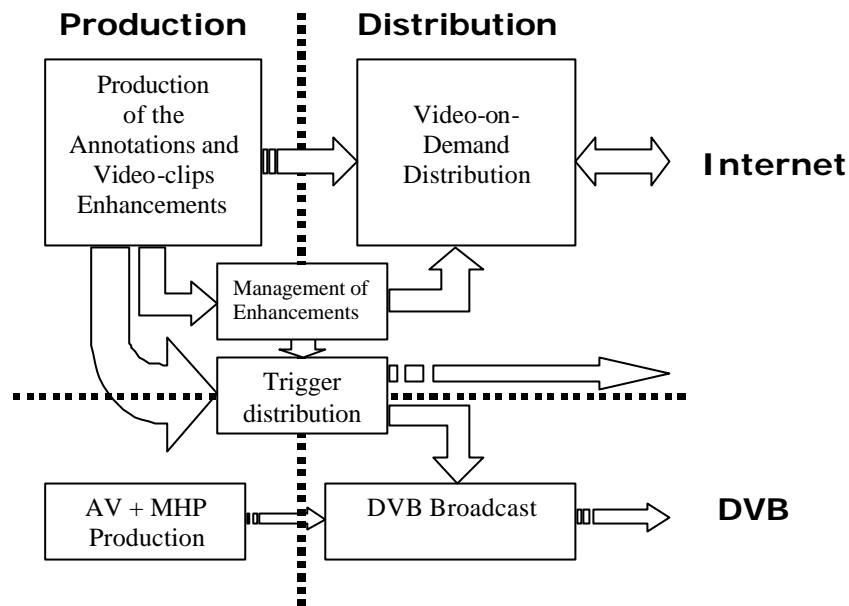 Production
Distribution
Production
of the
Annotations and
Video-clips
Enhancements
Video-on-
Demand
Distribution
Internet
Management of
Enhancements
Trigger
distribution
AV + MHP
Production
DVB Broadcast
DVB